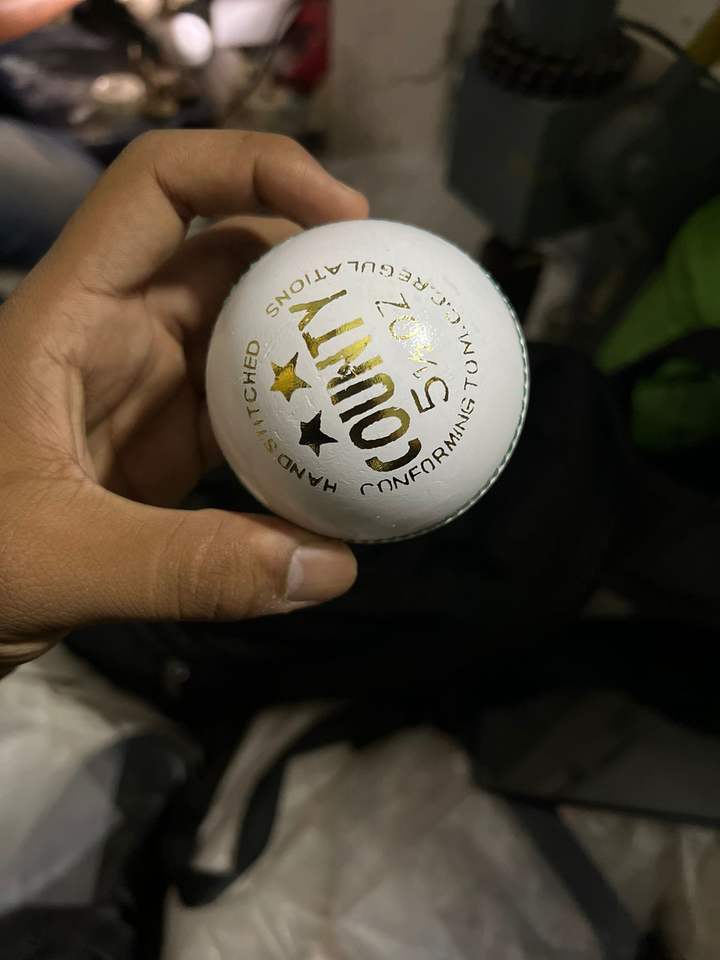 HAND STITCHED
COUNTY
5½ OZ
CONFORMING TO M.C.C. REGULATIONS